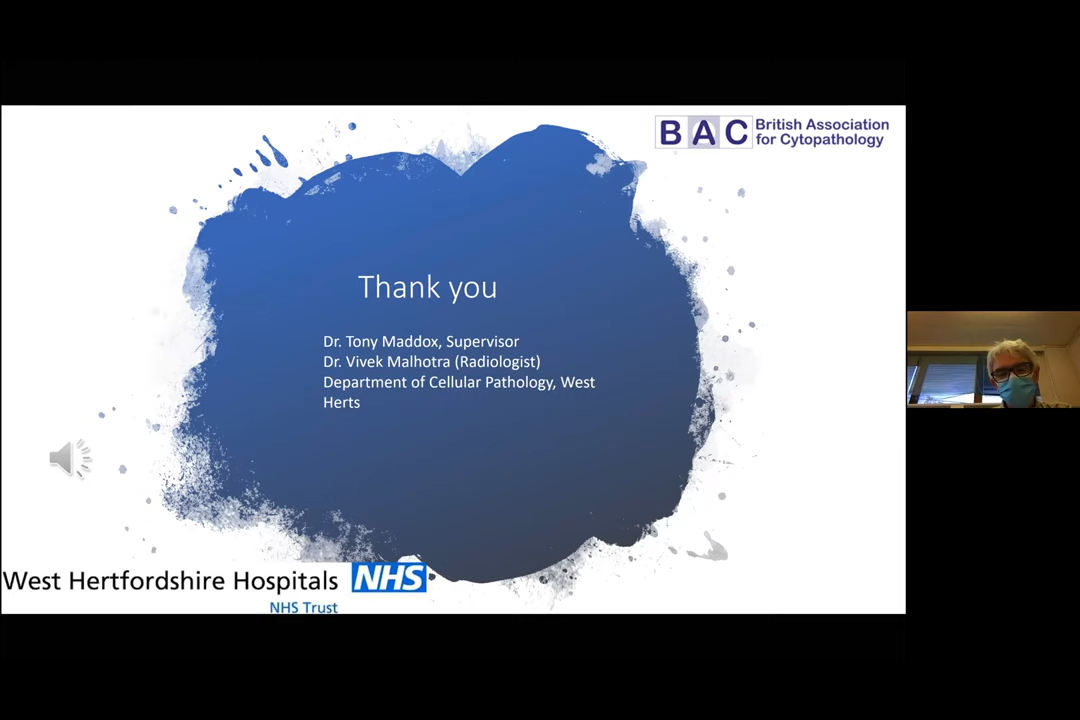 B A C British Association
for Cytopathology
Thank you
Dr. Tony Maddox, Supervisor
Dr. Vivek Malhotra (Radiologist)
Department of Cellular Pathology, West
Herts
West Hertfordshire Hospitals NHS
NHS Trust